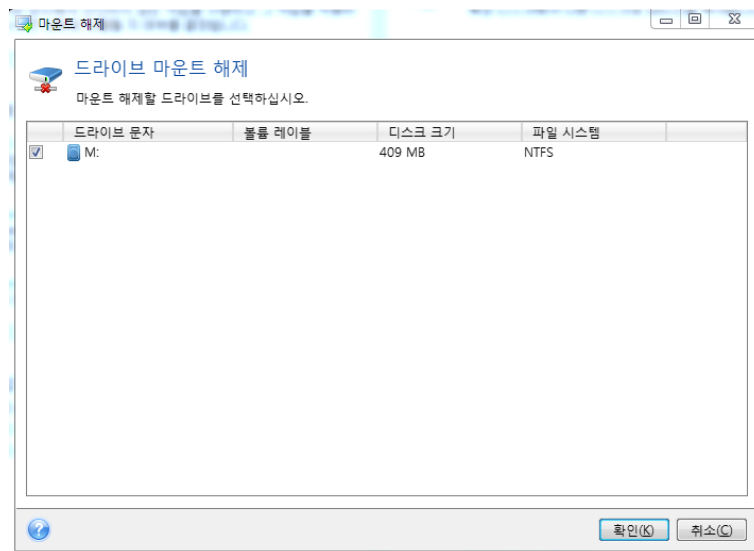 마운트 해제
드라이브 마운트 해제
마운트 해제할 드라이브를 선택하십시오.
드라이브 문자 볼륨 레이블 디스크 크기 파일 시스템
M: 409 MB NTFS
확인(K) 취소(C)